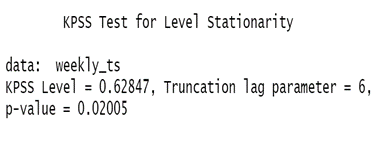 KPSS Test for Level Stationarity
data: weekly_ts
KPSS Level = 0.62847, Truncation lag parameter = 6,
p-value = 0.02005